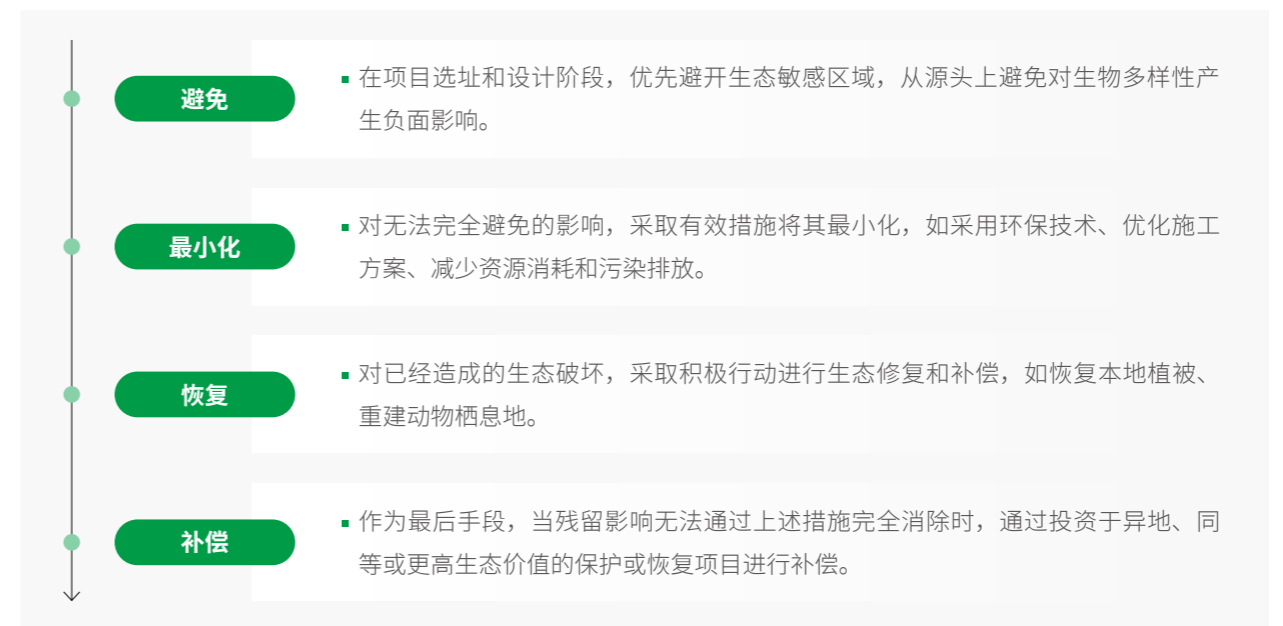 避免
▪ 在项目选址和设计阶段，优先避开生态敏感区域，从源头上避免对生物多样性产
生负面影响。
最小化
▪ 对无法完全避免的影响，采取有效措施将其最小化，如采用环保技术、优化施工
方案、减少资源消耗和污染排放。
恢复
▪ 对已经造成的生态破坏，采取积极行动进行生态修复和补偿，如恢复本地植被、
重建动物栖息地。
补偿
▪ 作为最后手段，当残留影响无法通过上述措施完全消除时，通过投资于异地、同
等或更高生态价值的保护或恢复项目进行补偿。